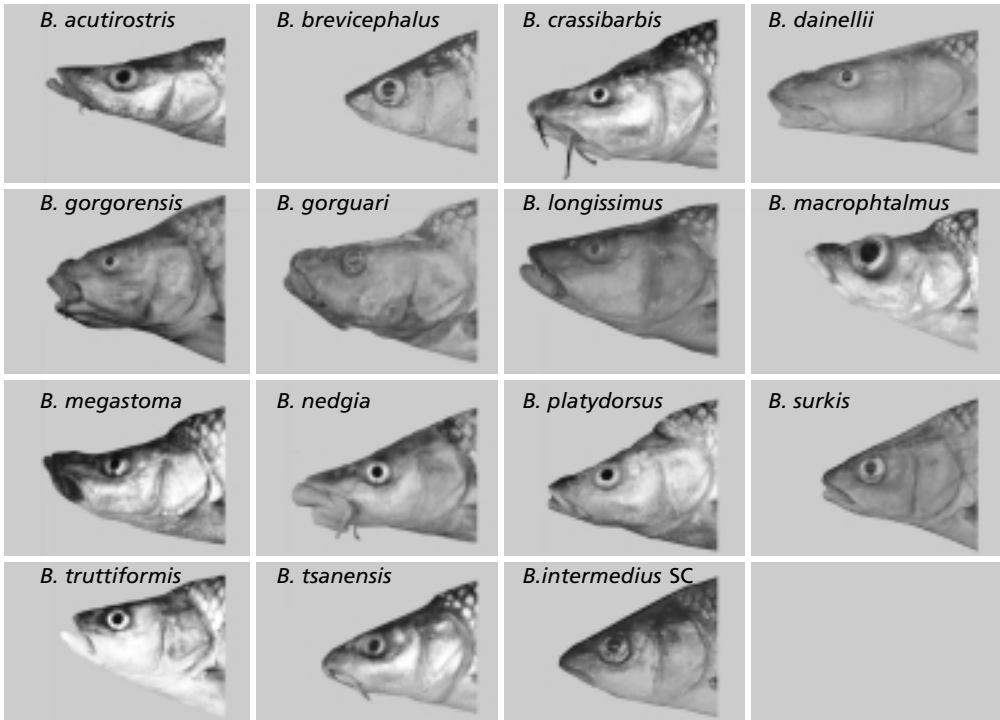 B. acutirostris
B. brevicephalus
B. crassibarbis
B. dainellii
B. gorgorensis
B. gorguari
B. longissimus
B. macrophtalmus
B. megastoma
B. nedgia
B. platydorsus
B. surkis
B. truttiformis
B. tsanensis
B.intermedius SC